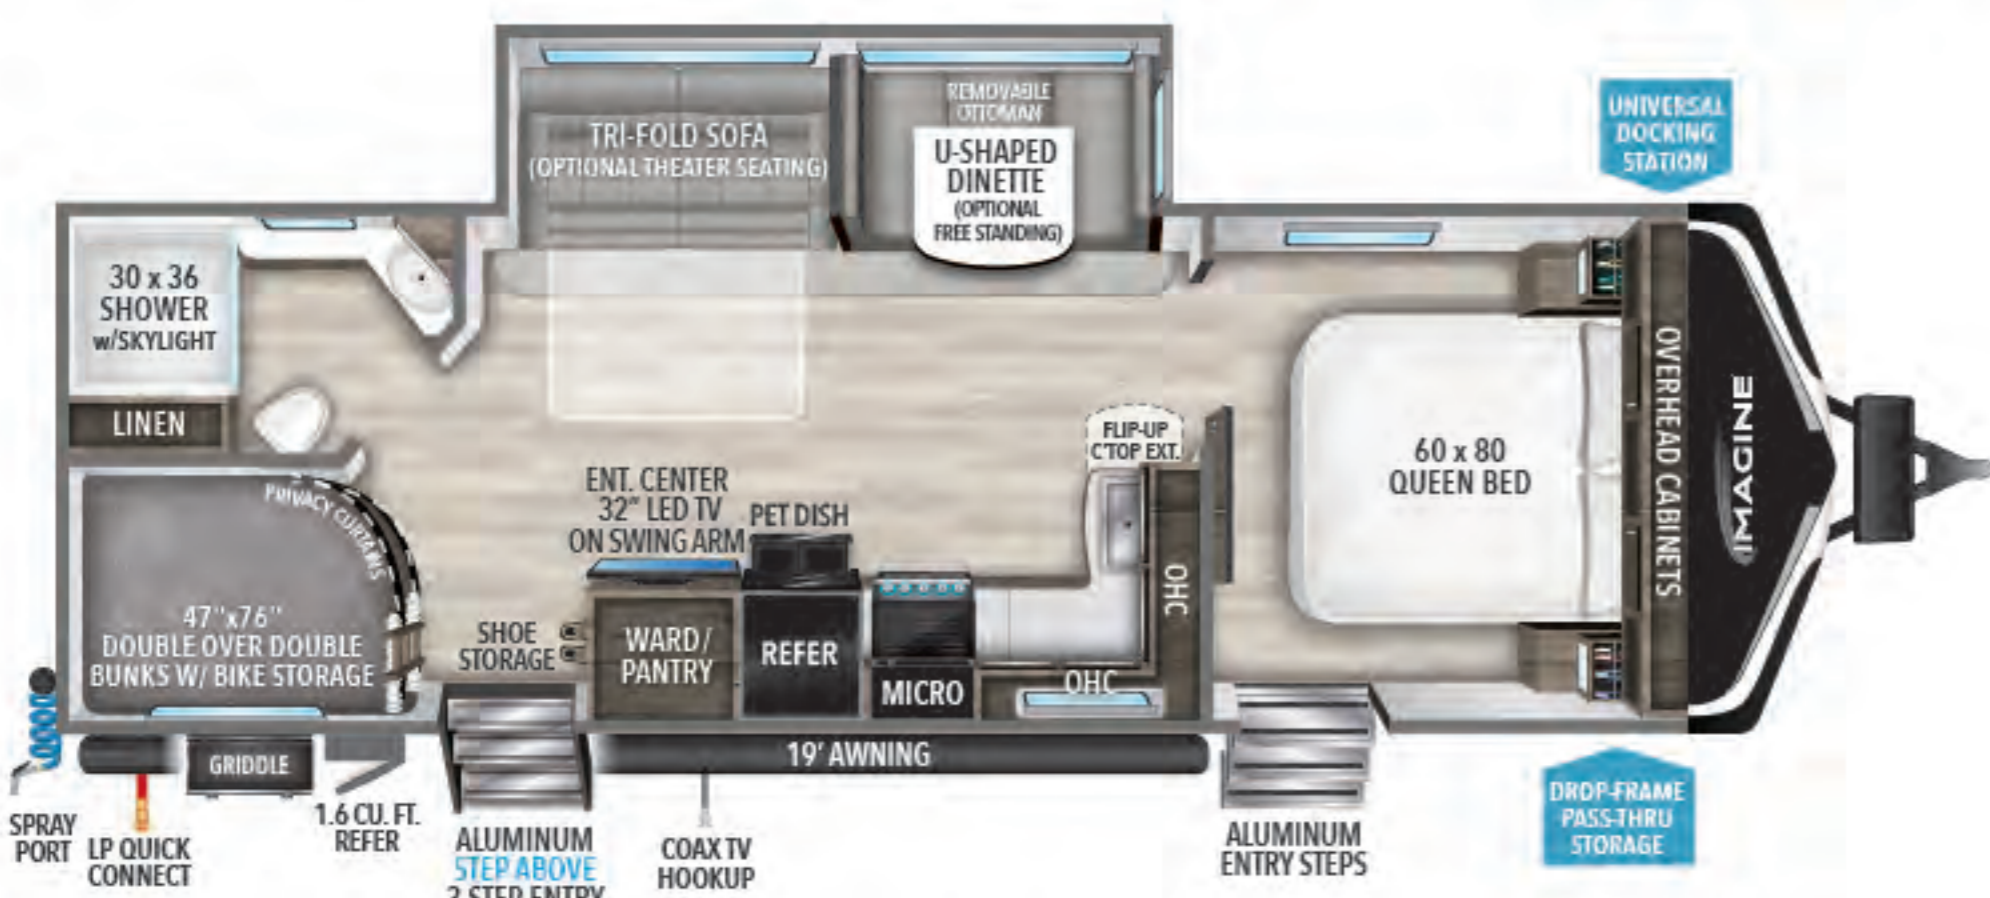 UNIVERSAL
DOCKING
STATION
REMOVABLE
OTTOMAN
TRI-FOLD SOFA
(OPTIONAL THEATER SEATING)
U-SHAPED
DINETTE
(OPTIONAL
FREE STANDING)
30 x 36
SHOWER
w/SKYLIGHT
LINEN
PRIVACY CURTAINS
47"x76"
DOUBLE OVER DOUBLE
BUNKS W/ BIKE STORAGE
ENT. CENTER
32" LED TV
ON SWING ARM
PET DISH
FLIP-UP
C'TOP EXT.
60 x 80
QUEEN BED
OVERHEAD CABINETS
IMAGINE
SHOE
STORAGE
WARD/
PANTRY
REFER
MICRO
OHC
OHC
19' AWNING
GRIDDLE
SPRAY
PORT
LP QUICK
CONNECT
1.6 CU. FT.
REFER
ALUMINUM
STEP ABOVE
3 STEP ENTRY
COAX TV
HOOKUP
ALUMINUM
ENTRY STEPS
DROP-FRAME
PASS-THRU
STORAGE